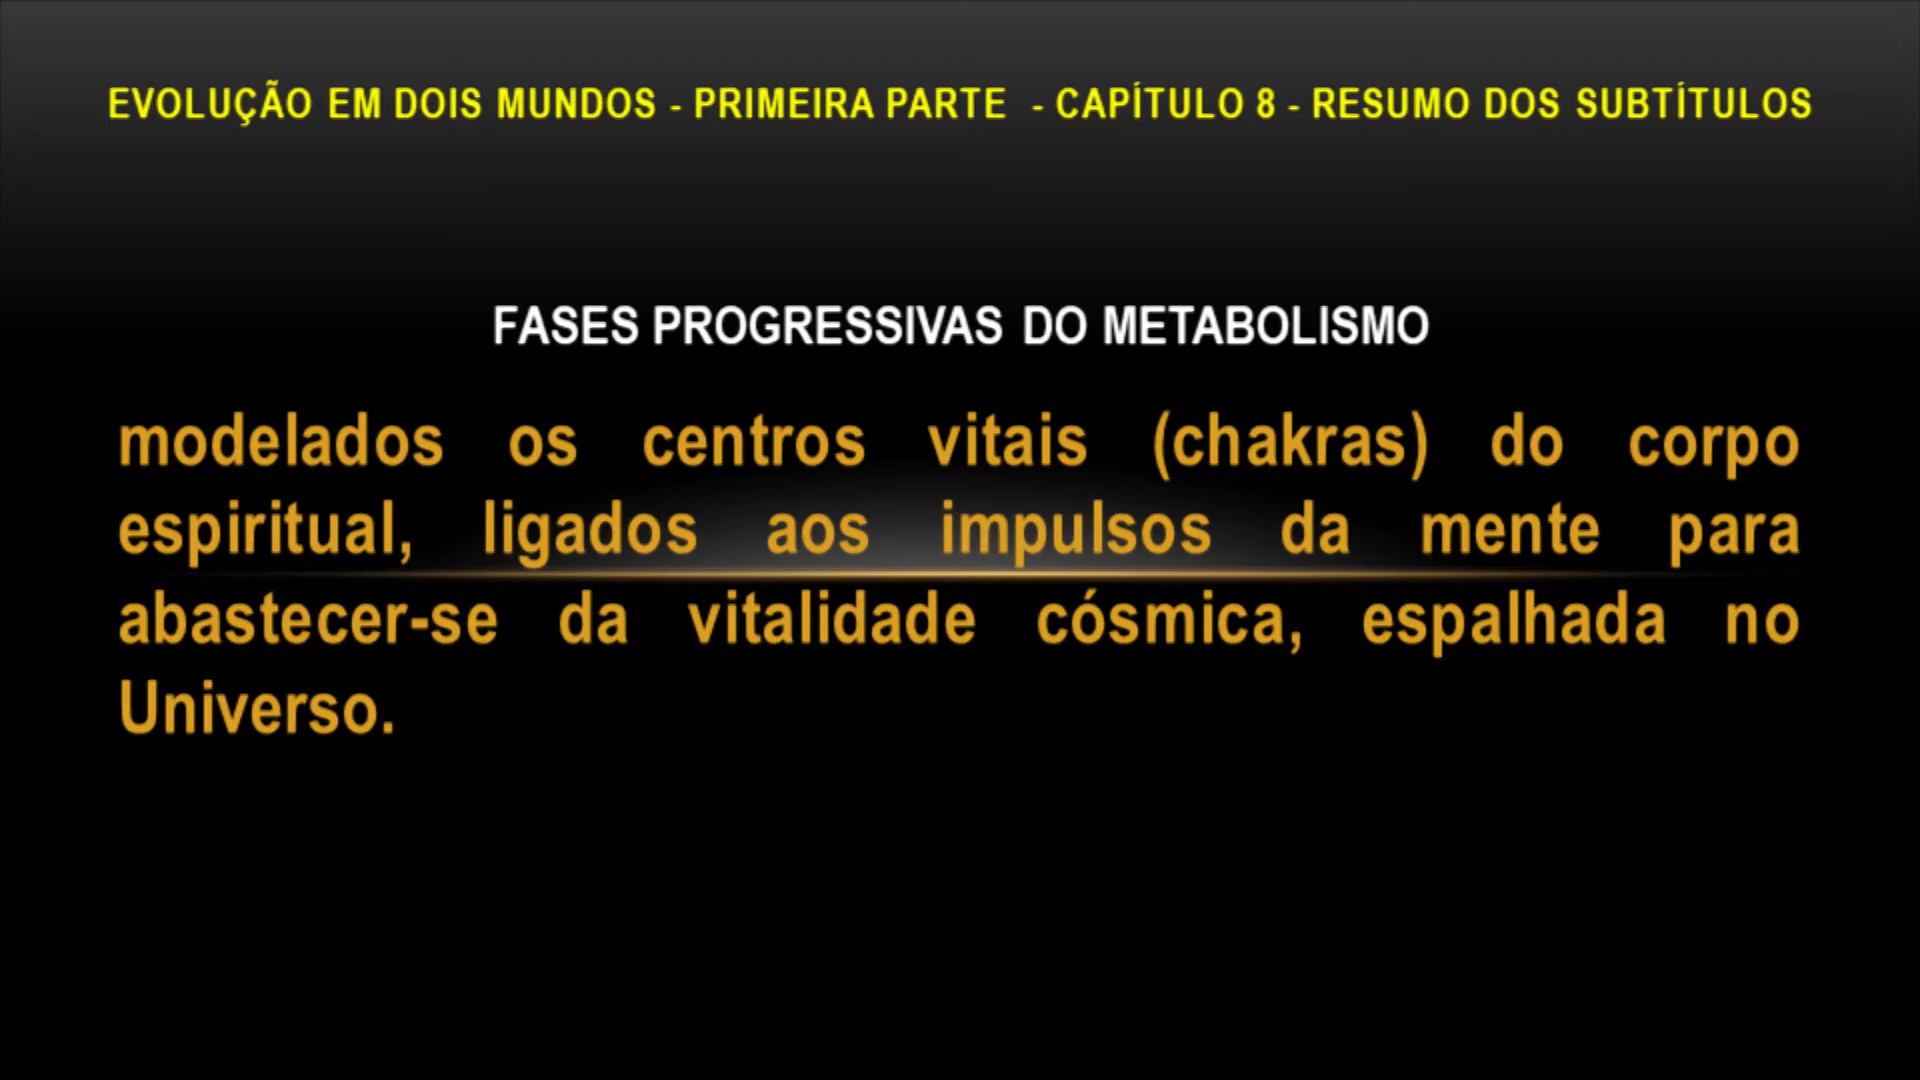 EVOLUÇÃO EM DOIS MUNDOS - PRIMEIRA PARTE - CAPÍTULO 8 - RESUMO DOS SUBTÍTULOS
FASES PROGRESSIVAS DO METABOLISMO
modelados os centros vitais (chakras) do corpo
espiritual, ligados aos impulsos da mente para
abastecer-se da vitalidade cósmica, espalhada no
Universo.